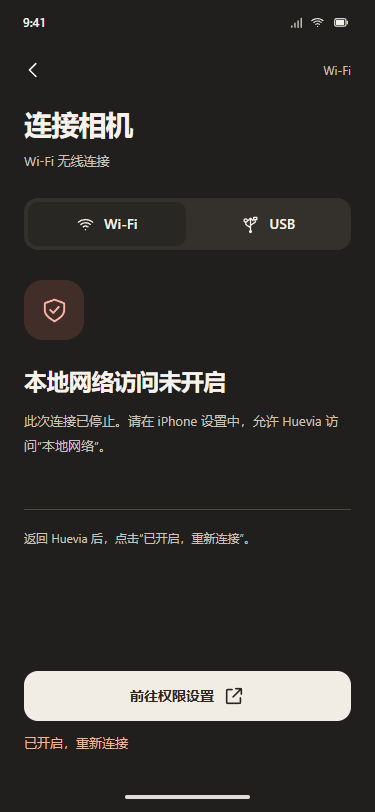 9:41
Wi-Fi
连接相机
Wi-Fi 无线连接
Wi-Fi
USB
本地网络访问未开启
此次连接已停止。请在 iPhone 设置中，允许 Huevia 访
问“本地网络”。
返回 Huevia 后，点击“已开启，重新连接”。
前往权限设置
已开启，重新连接